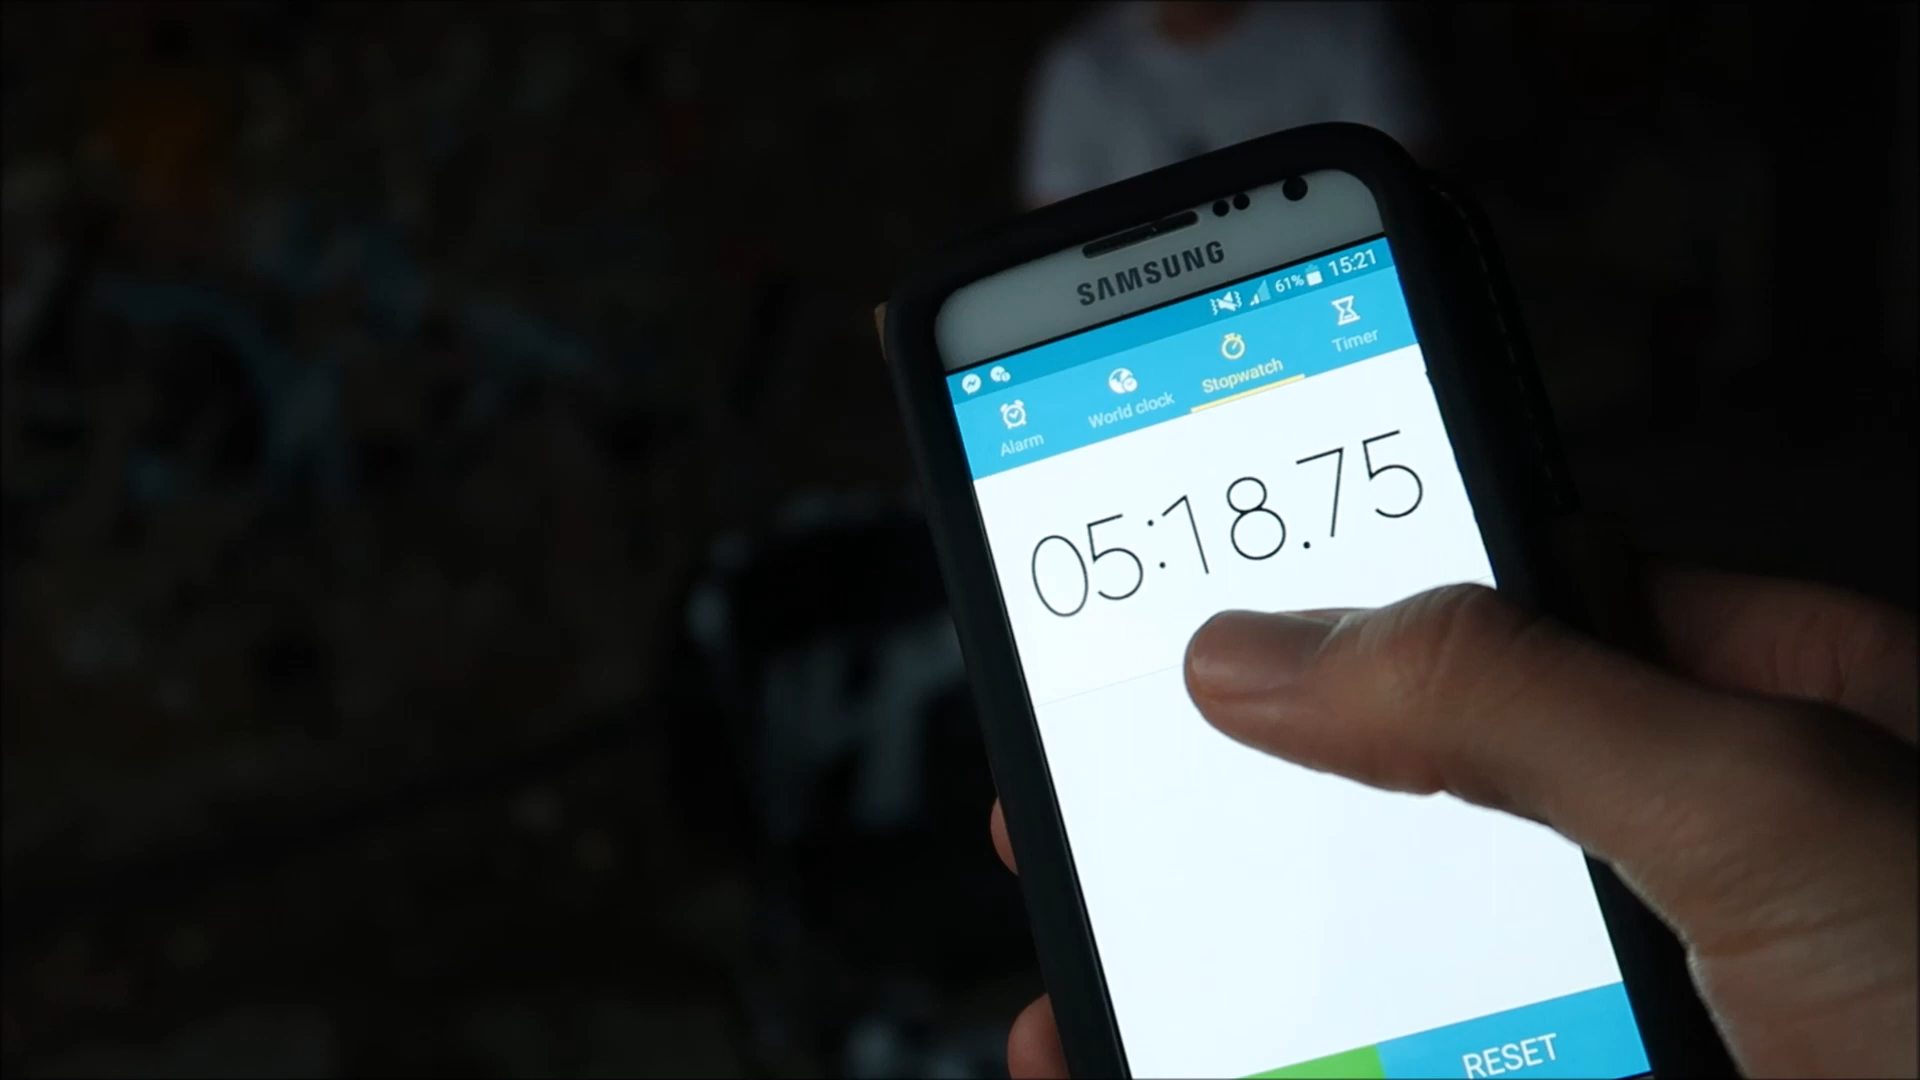 SAMSUNG
61% 15:21
Alarm
World clock
Stopwatch
Timer
05:18.75
RESET